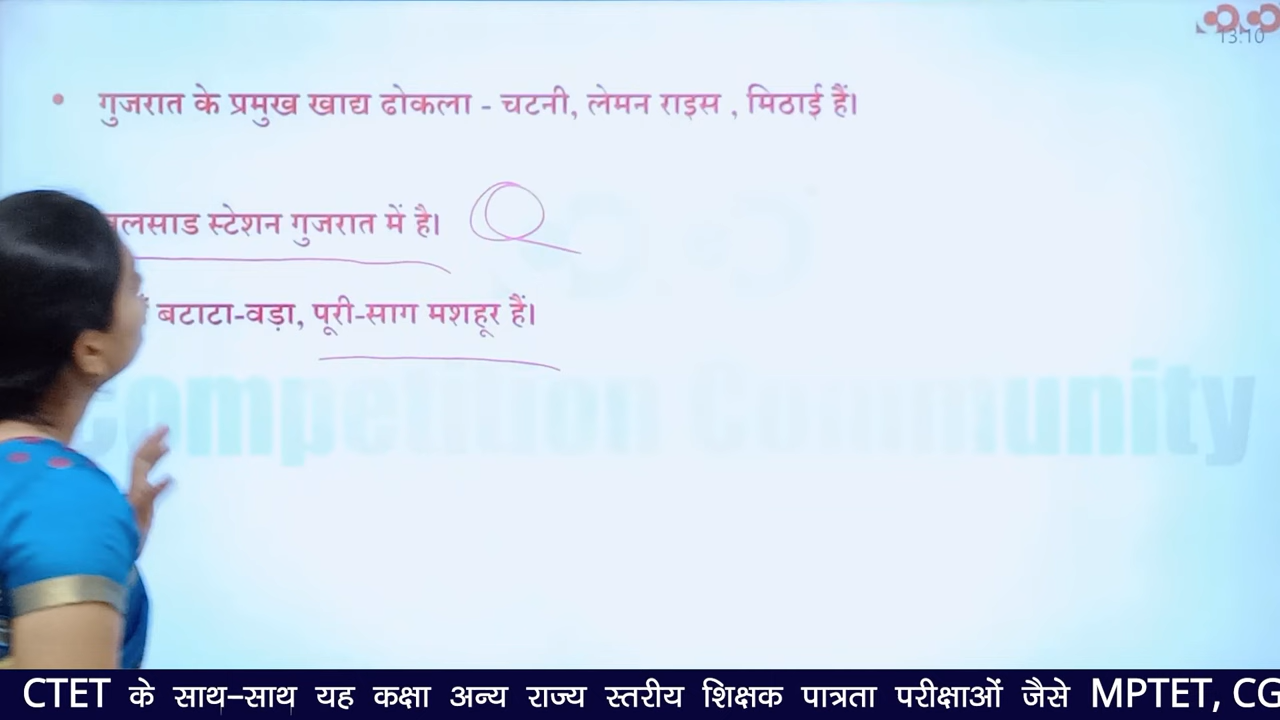 13:10
• गुजरात के प्रमुख खाद्य ढोकला - चटनी, लेमन राइस , मिठाई हैं।
स्टेशन गुजरात में है। Q
बटाटा-वड़ा, पूरी-साग मशहूर हैं।
Competition Community
CTET के साथ-साथ यह कक्षा अन्य राज्य स्तरीय शिक्षक पात्रता परीक्षाओं जैसे MPTET, CG